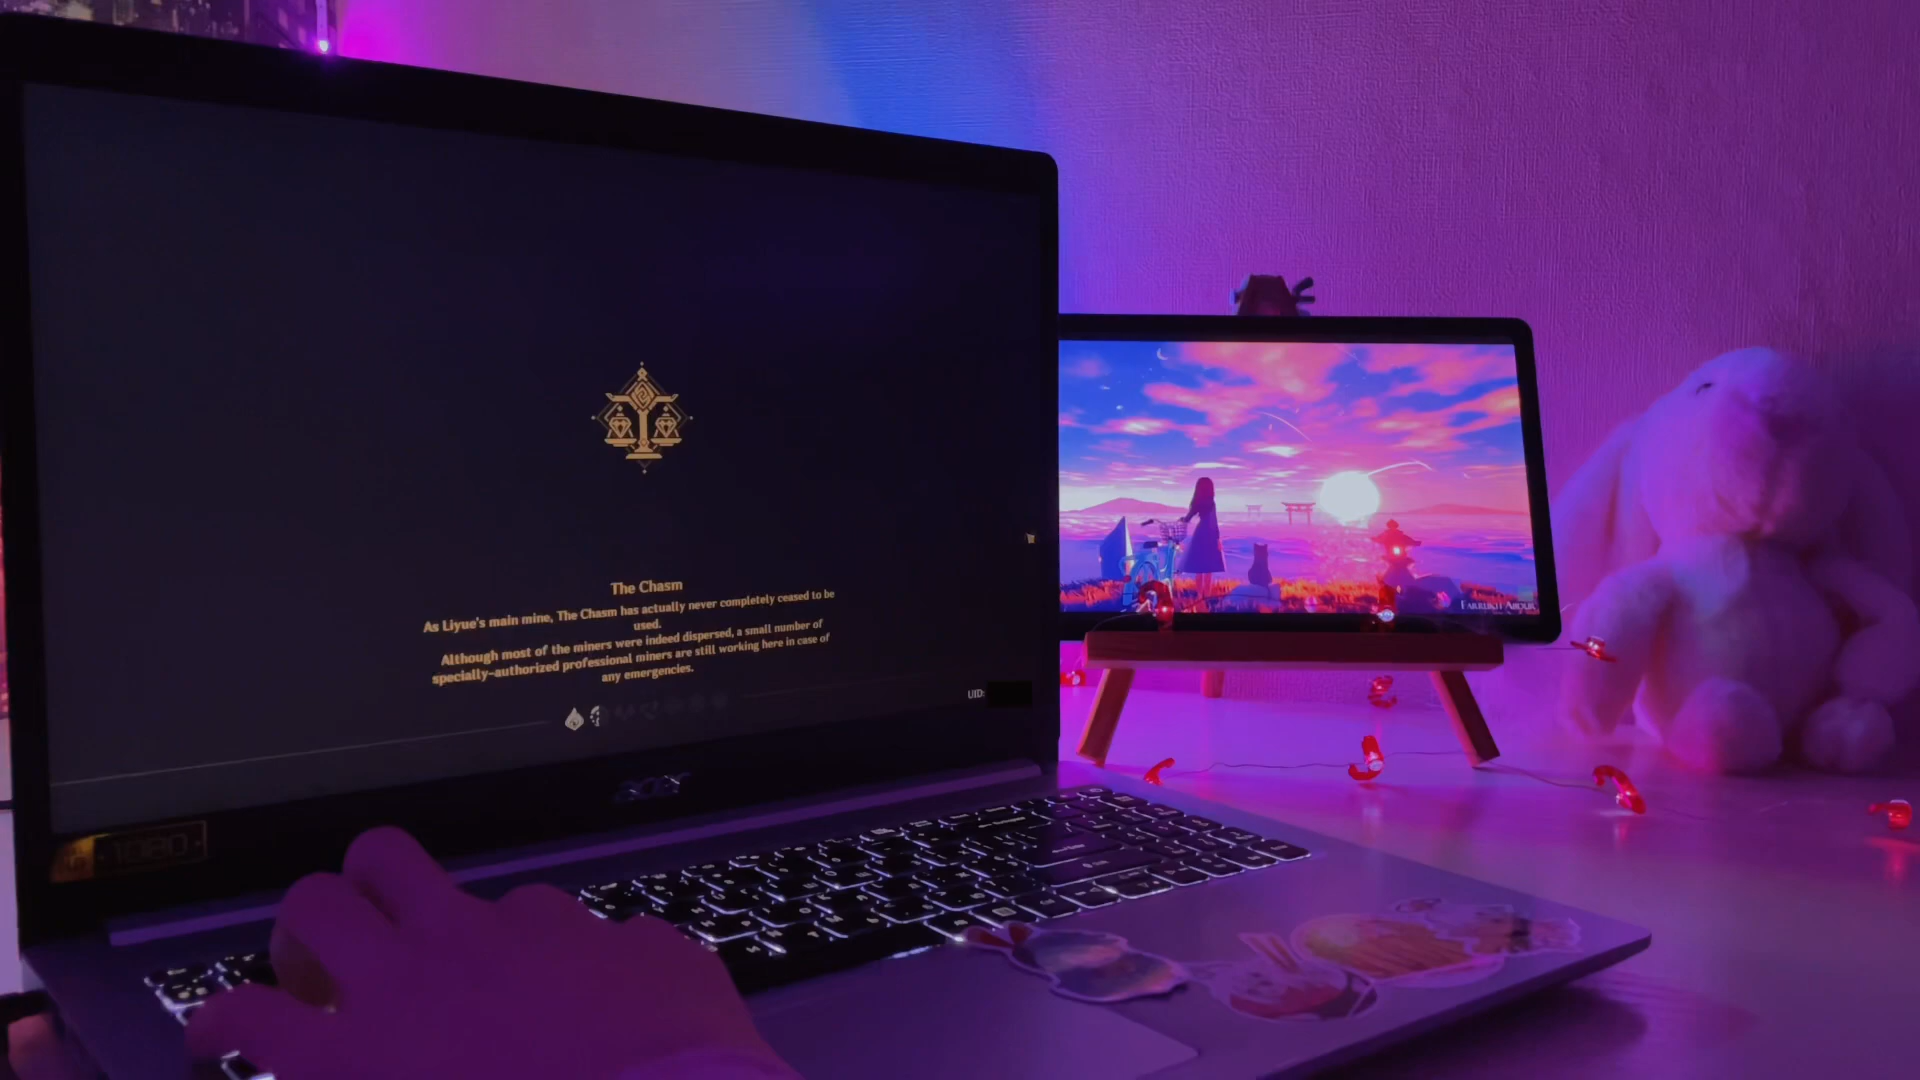 The Chasm
As Liyue's main mine, The Chasm has actually never completely ceased to be
used.
Although most of the miners were indeed dispersed, a small number of
specially-authorized professional miners are still working here in case of
any emergencies.
UID:
acer
1080